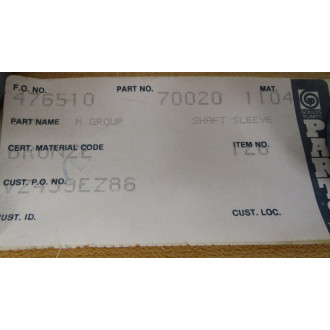 F.O. NO. PART NO. MAT.
476510 70020 1104
PART NAME M GROUP SHAFT SLEEVE
CERT. MATERIAL CODE ITEM NO.
BRONZE
CUST. P.O. NO.
CUST. ID. CUST. LOC.
PARTS